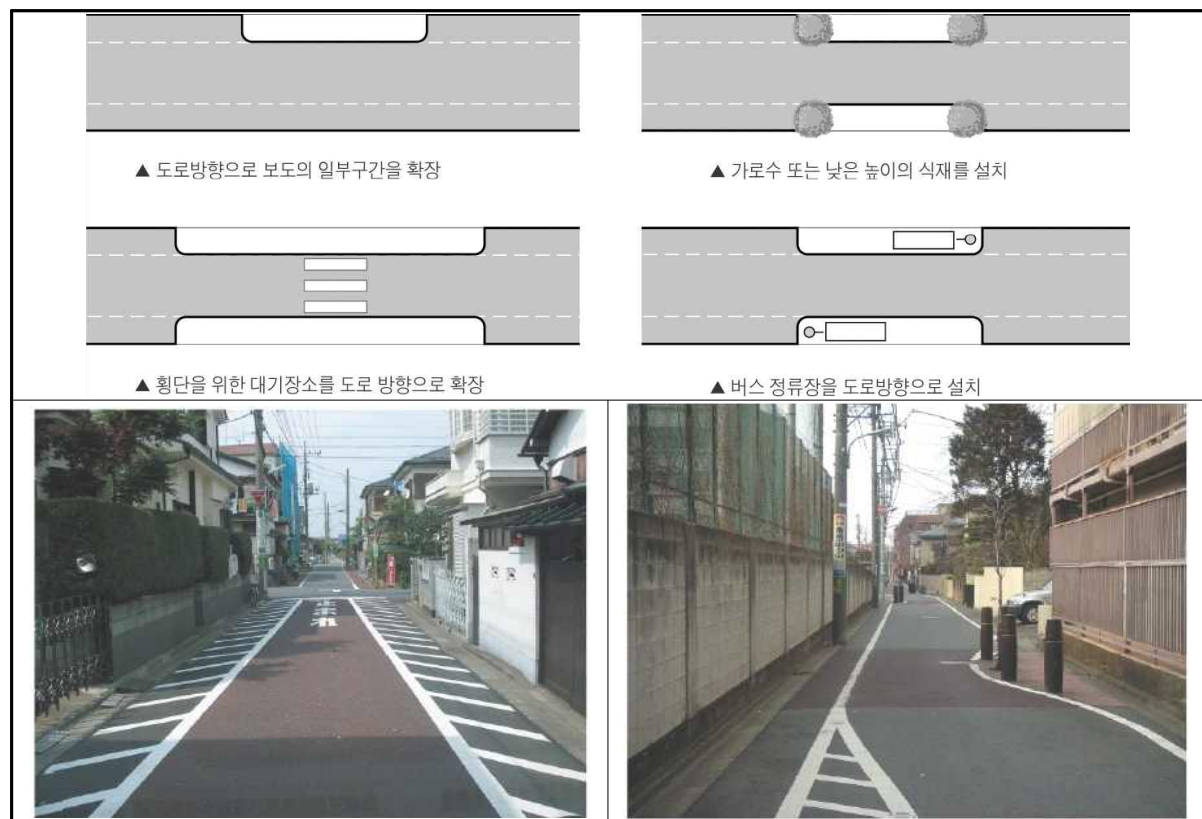 ▲ 도로방향으로 보도의 일부구간을 확장
▲ 가로수 또는 낮은 높이의 식재를 설치
▲ 횡단을 위한 대기장소를 도로 방향으로 확장
▲ 버스 정류장을 도로방향으로 설치
止まれ